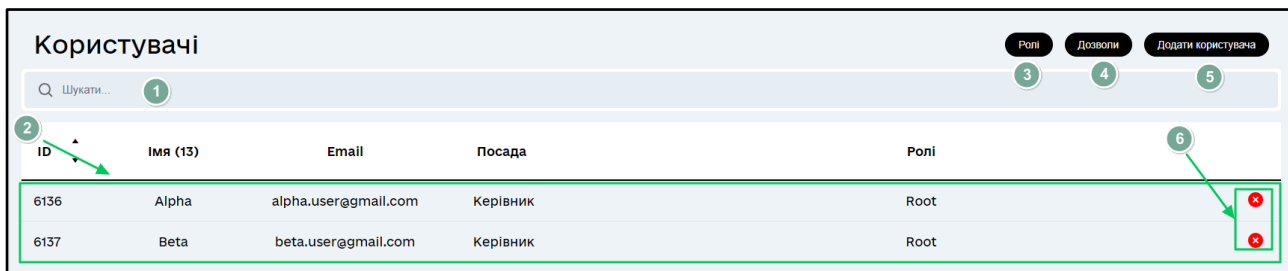 Користувачі
Ролі Дозволи Додати користувача
3 4 5
Шукати... 1
2
6
ID Імя (13) Email Посада Ролі
6136 Alpha alpha.user@gmail.com Керівник Root
6137 Beta beta.user@gmail.com Керівник Root